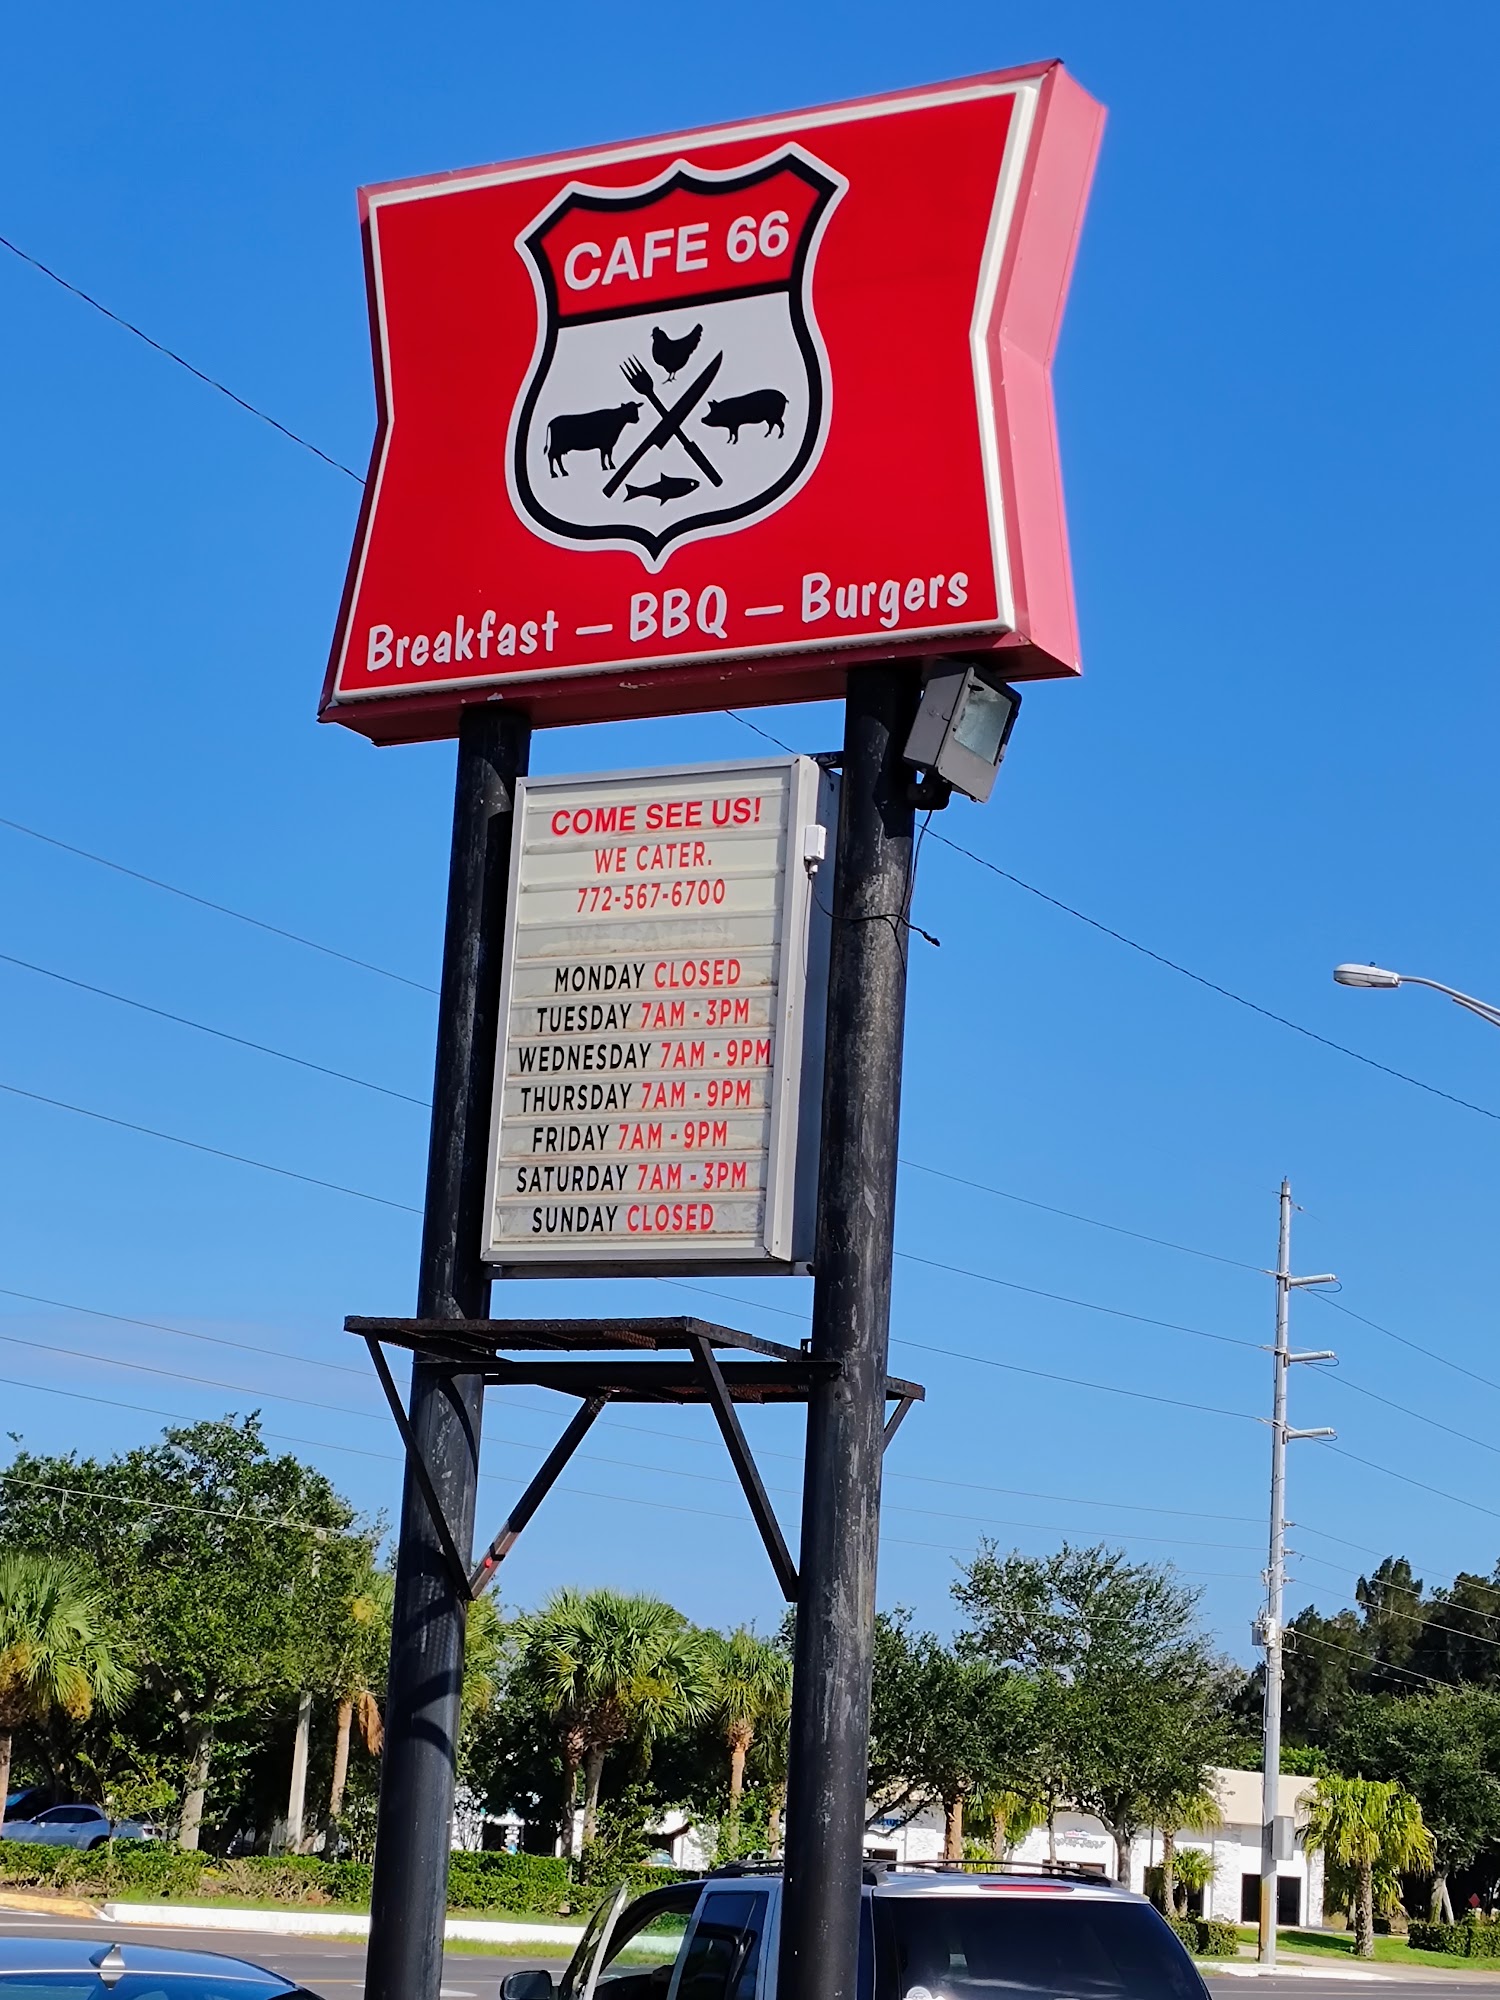 CAFE 66
Breakfast – BBQ – Burgers
COME SEE US!
WE CATER.
772-567-6700
MONDAY CLOSED
TUESDAY 7AM - 3PM
WEDNESDAY 7AM - 9PM
THURSDAY 7AM - 9PM
FRIDAY 7AM - 9PM
SATURDAY 7AM - 3PM
SUNDAY CLOSED